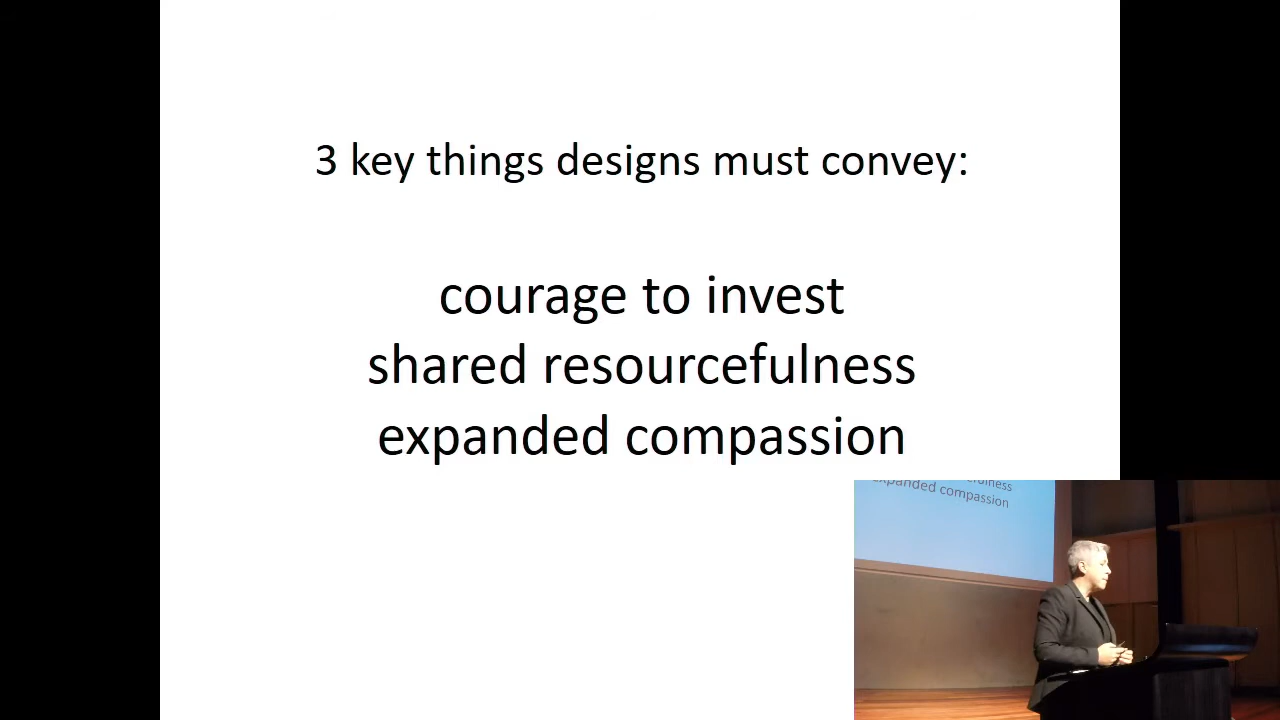 3 key things designs must convey:
courage to invest
shared resourcefulness
expanded compassion
expanded compassion